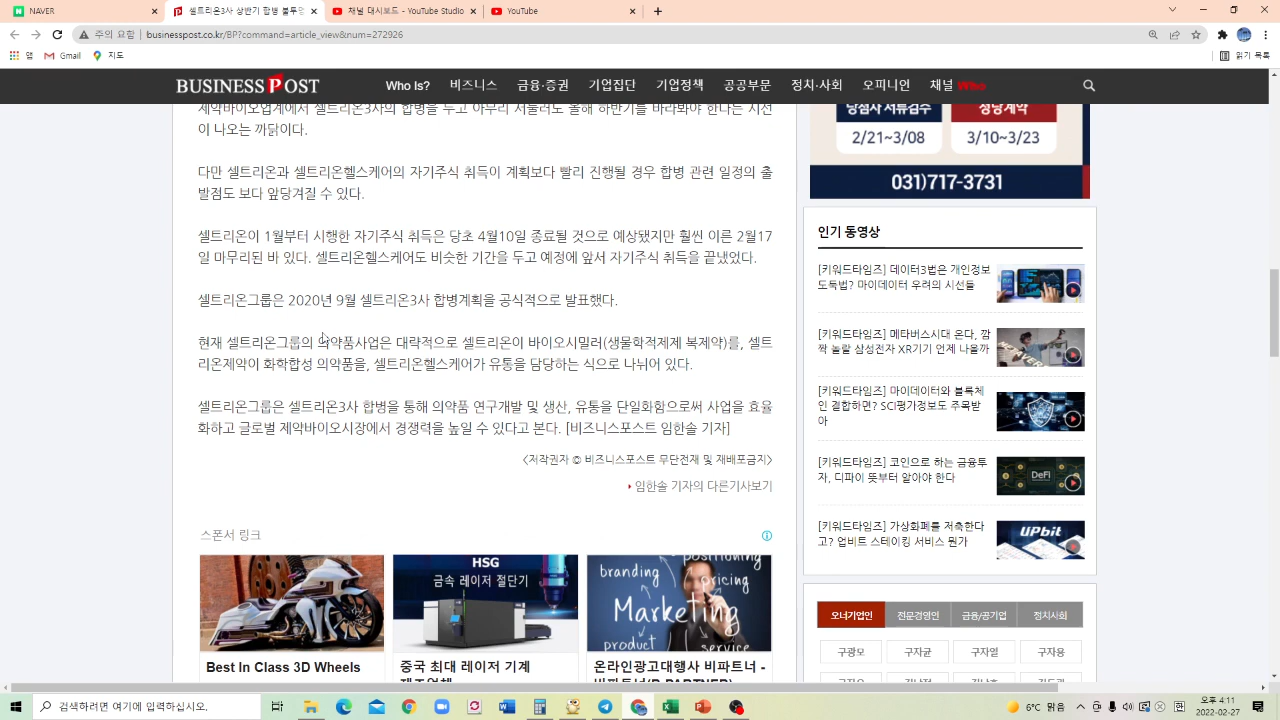 NAVER
셀트리온3사 상반기 합병 불투명
채널 대시보드 - YouTube Studio
YouTube
주의 요함
businesspost.co.kr/BP?command=article_view&num=272926
앱
Gmail
지도
읽기 목록
BUSINESS POST
Who Is?
비즈니스
금융·증권
기업집단
기업정책
공공부문
정치·사회
오피니언
채널 Who
제약바이오업계에서 셀트리온3사의 합병을 두고 아무리 서둘러도 올해 하반기를 바라봐야 한다는 시선
이 나오는 까닭이다.
다만 셀트리온과 셀트리온헬스케어의 자기주식 취득이 계획보다 빨리 진행될 경우 합병 관련 일정의 출
발점도 보다 앞당겨질 수 있다.
셀트리온이 1월부터 시행한 자기주식 취득은 당초 4월10일 종료될 것으로 예상됐지만 훨씬 이른 2월17
일 마무리된 바 있다. 셀트리온헬스케어도 비슷한 기간을 두고 예정에 앞서 자기주식 취득을 끝냈었다.
셀트리온그룹은 2020년 9월 셀트리온3사 합병계획을 공식적으로 발표했다.
현재 셀트리온그룹의 의약품사업은 대략적으로 셀트리온이 바이오시밀러(생물학적제제 복제약)를, 셀트
리온제약이 화학합성 의약품을, 셀트리온헬스케어가 유통을 담당하는 식으로 나뉘어 있다.
셀트리온그룹은 셀트리온3사 합병을 통해 의약품 연구개발 및 생산, 유통을 단일화함으로써 사업을 효율
화하고 글로벌 제약바이오시장에서 경쟁력을 높일 수 있다고 본다. [비즈니스포스트 임한솔 기자]
<저작권자 © 비즈니스포스트 무단전재 및 재배포금지>
임한솔 기자의 다른기사보기
스폰서 링크
HSG
금속 레이저 절단기
branding
positioning
pricing
Marketing
product
service
Best In Class 3D Wheels
중국 최대 레이저 기계
제조업체
온라인광고대행사 비파트너 -
비파트너(B.PARTNER)
당첨자 서류접수
정당계약
2/21~3/08
3/10~3/23
031)717-3731
인기 동영상
[키워드타임즈] 데이터3법은 개인정보
도둑법? 마이데이터 우려의 시선들
[키워드타임즈] 메타버스시대 온다, 깜
짝 놀랄 삼성전자 XR기기 언제 나올까
[키워드타임즈] 마이데이터와 블록체
인 결합하면? SCI평가정보도 주목받
아
[키워드타임즈] 코인으로 하는 금융투
자, 디파이 뜻부터 알아야 한다
DeFi
[키워드타임즈] 가상화폐를 저축한다
고? 업비트 스테이킹 서비스 뭔가
UPbit
오너기업인
전문경영인
금융/공기업
정치사회
구광모
구자균
구자열
구자용
검색하려면 여기에 입력하십시오.
6°C 맑음
오후 4:11
2022-02-27